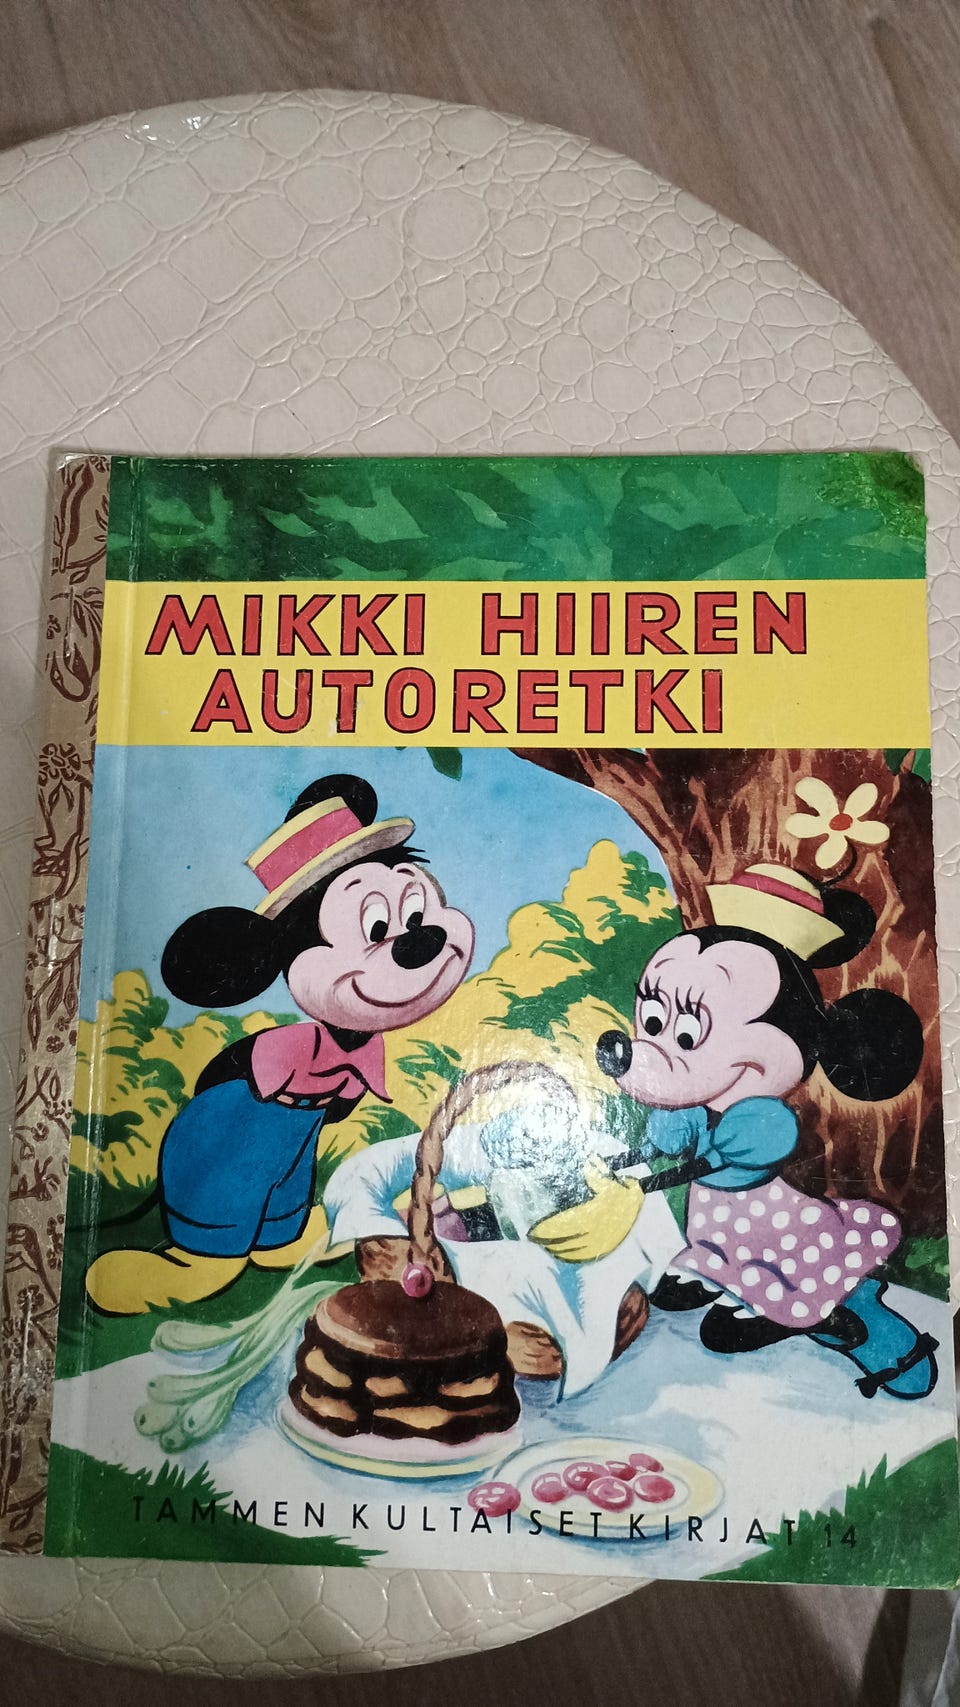 MIKKI HIIREN
AUTORETKI
TAMMEN KULTAISET KIRJAT 14